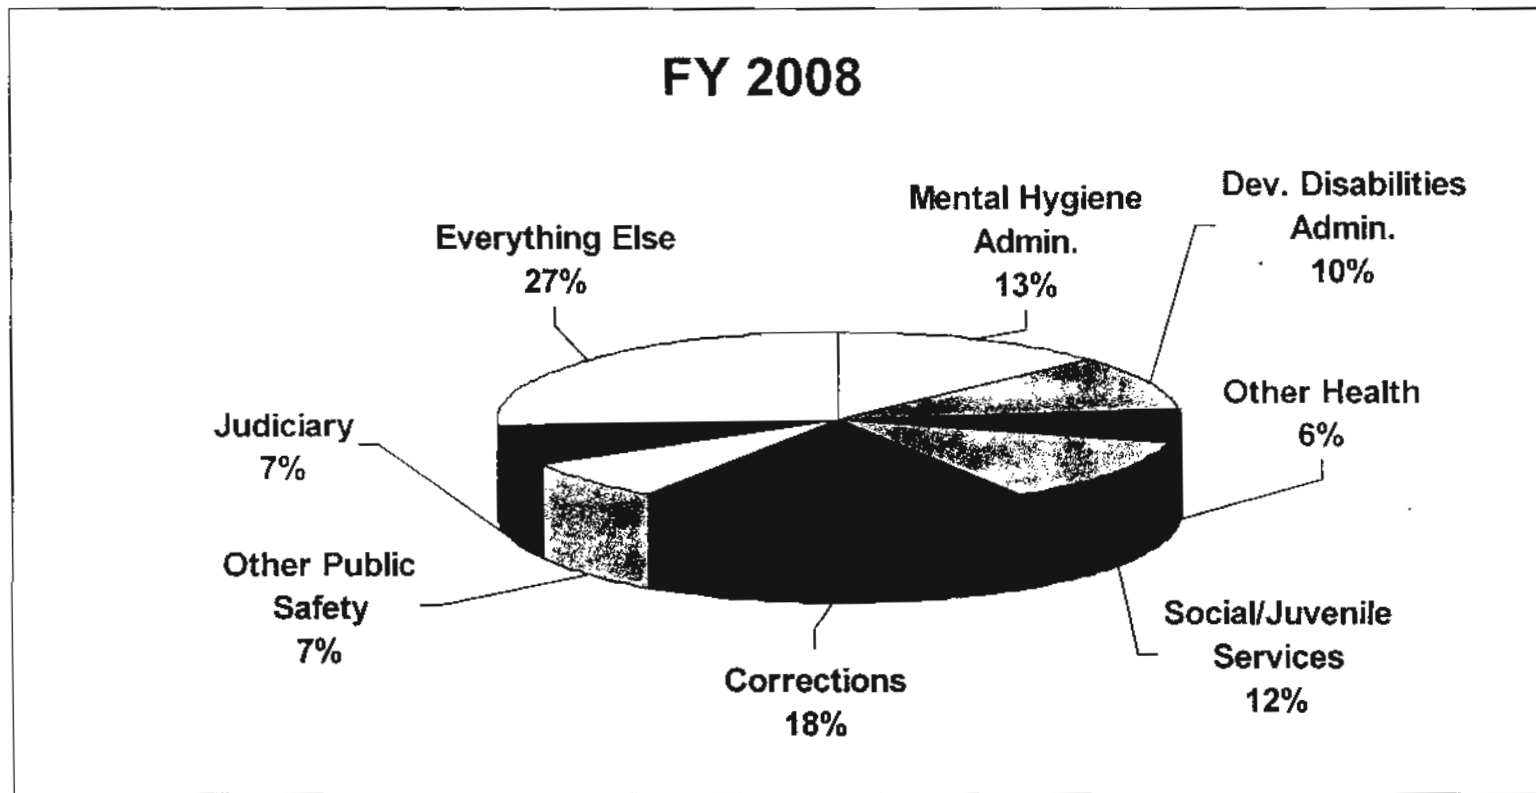 FY 2008
Mental Hygiene
Admin.
13%
Dev. Disabilities
Admin.
10%
Other Health
6%
Social/Juvenile
Services
12%
Corrections
18%
Other Public
Safety
7%
Judiciary
7%
Everything Else
27%